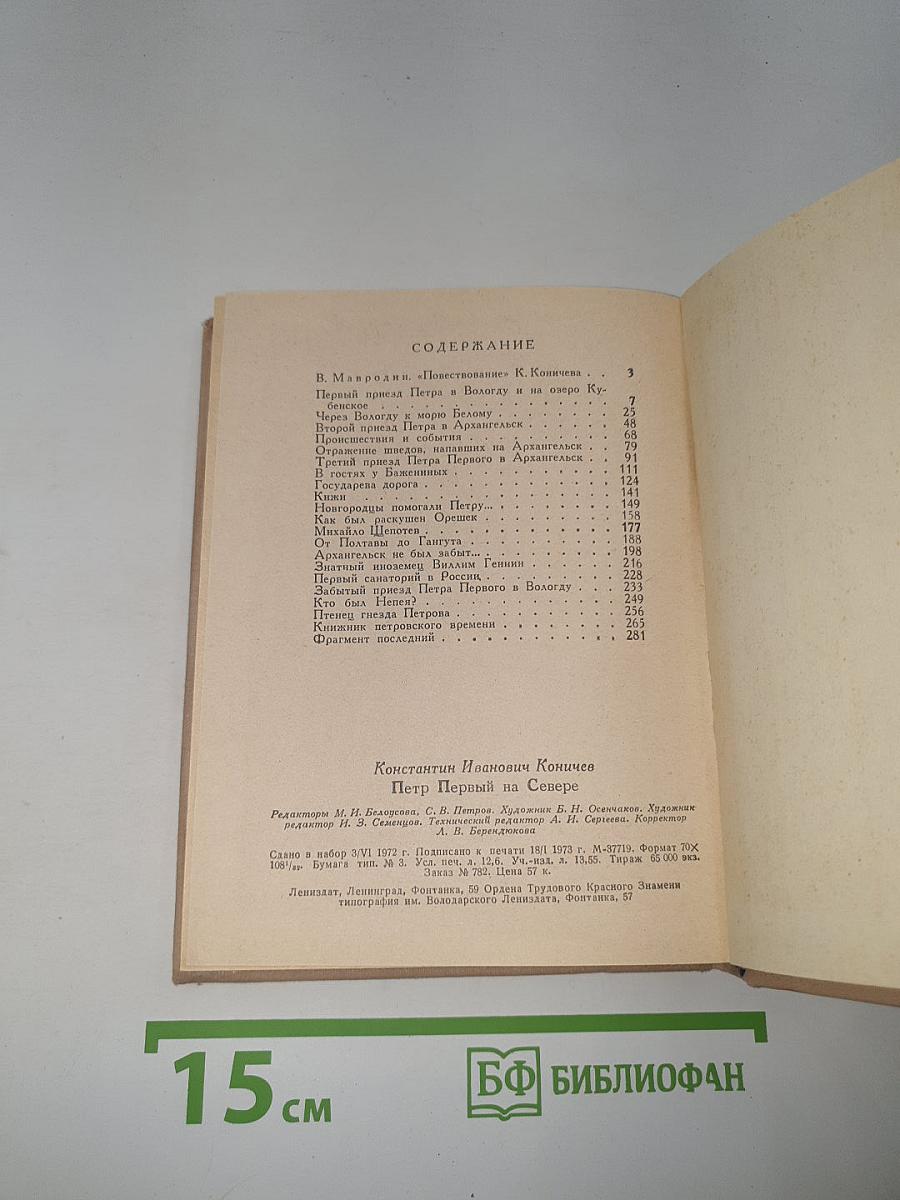 СОДЕРЖАНИЕ
В. Мавродин. «Повествование» К. Коничева . . 3
Первый приезд Петра в Вологду и на озеро Ку-
бенское . . . . . . . . . . . . . . . 7
Через Вологду к морю Белому . . . . . . . 25
Второй приезд Петра в Архангельск . . . . . . 48
Происшествия и события . . . . . . . . . . 68
Отражение шведов, напавших на Архангельск . . 79
Третий приезд Петра Первого в Архангельск . . 91
В гостях у Бажениных . . . . . . . . . . . 111
Государева дорога . . . . . . . . . . . . . 124
Кижи . . . . . . . . . . . . . . . . . 141
Новгородцы помогали Петру... . . . . . . . . 149
Как был раскушен Орешек . . . . . . . . . 158
Михайло Щепотев . . . . . . . . . . . . . 177
От Полтавы до Гангута . . . . . . . . . . 188
Архангельск не был забыт... . . . . . . . . . 198
Знатный иноземец Виллим Геннин . . . . . . 216
Первый санаторий в России . . . . . . . . . 228
Забытый приезд Петра Первого в Вологду . . . 233
Кто был Непея? . . . . . . . . . . . . . 249
Птенец гнезда Петрова . . . . . . . . . . . 256
Книжник петровского времени . . . . . . . . 265
Фрагмент последний . . . . . . . . . . . . 281
Константин Иванович Коничев
Петр Первый на Севере
Редакторы М. И. Белоусова, С. В. Петров. Художник Б. Н. Осенчаков. Художник
редактор И. З. Семенцов. Технический редактор А. И. Сергеева. Корректор
Л. В. Берендюкова
Сдано в набор 3/VI 1972 г. Подписано к печати 18/I 1973 г. М-37719. Формат 70×
108¹/₃₂. Бумага тип. № 3. Усл. печ. л. 12,6. Уч.-изд. л. 13,55. Тираж 65 000 экз.
Заказ № 782. Цена 57 к.
Лениздат, Ленинград, Фонтанка, 59 Ордена Трудового Красного Знамени
типография им. Володарского Лениздата, Фонтанка, 57
15 см
БФ БИБЛИОФАН